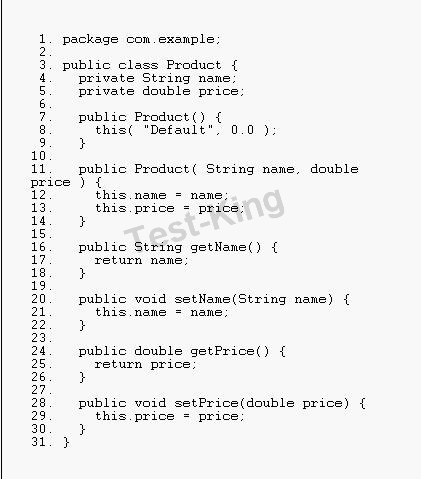 1. package com.example;
2.
3. public class Product {
4.   private String name;
5.   private double price;
6.
7.   public Product() {
8.     this( "Default", 0.0 );
9.   }
10.
11.   public Product( String name, double
price ) {
12.     this.name = name;
13.     this.price = price;
14.   }
15.
16.   public String getName() {
17.     return name;
18.   }
19.
20.   public void setName(String name) {
21.     this.name = name;
22.   }
23.
24.   public double getPrice() {
25.     return price;
26.   }
27.
28.   public void setPrice(double price) {
29.     this.price = price;
30.   }
31. }
Test-King